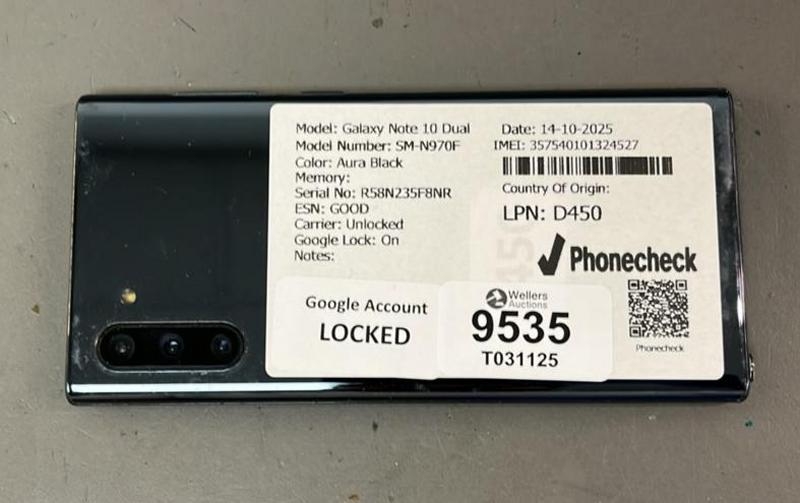 Model: Galaxy Note 10 Dual
Model Number: SM-N970F
Color: Aura Black
Memory:
Serial No: R58N235F8NR
ESN: GOOD
Carrier: Unlocked
Google Lock: On
Notes:
Date: 14-10-2025
IMEI: 357540101324527
Country Of Origin:
LPN: D450
Phonecheck
Phonecheck
Google Account
LOCKED
Wellers
Auctions
9535
T031125